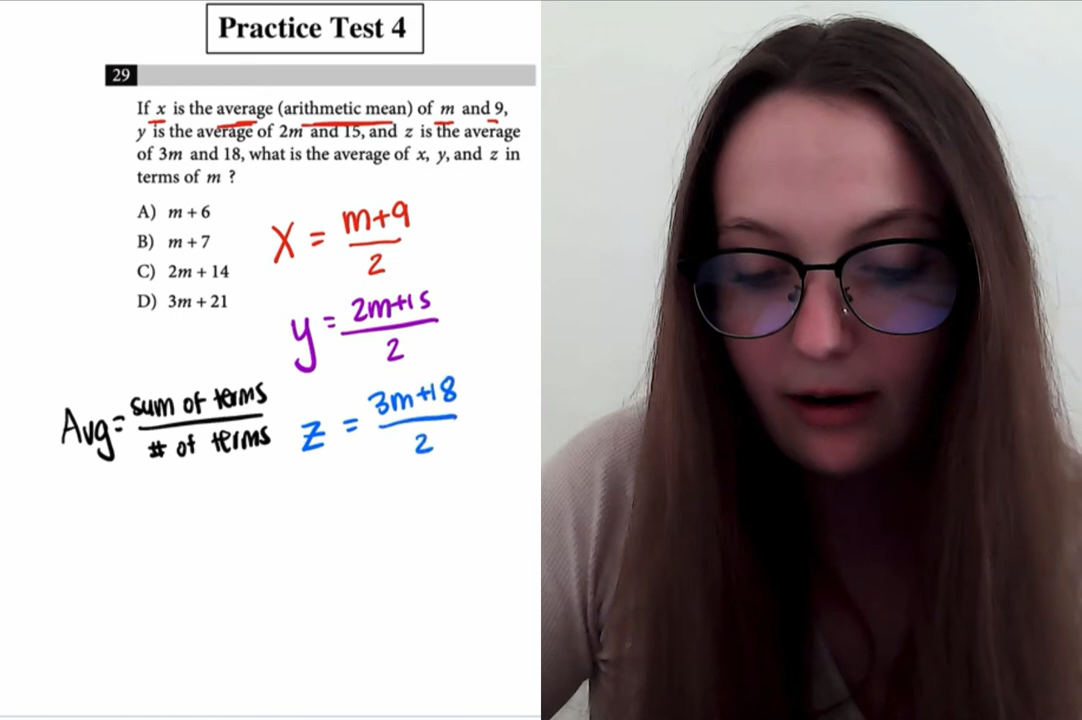 Practice Test 4
29
If x is the average (arithmetic mean) of m and 9,
y is the average of 2m and 15, and z is the average
of 3m and 18, what is the average of x, y, and z in
terms of m ?
A) m + 6
B) m + 7
C) 2m + 14
D) 3m + 21
X = m+9
2
y = 2m+15
2
Avg = sum of terms
# of terms
z = 3m+18
2